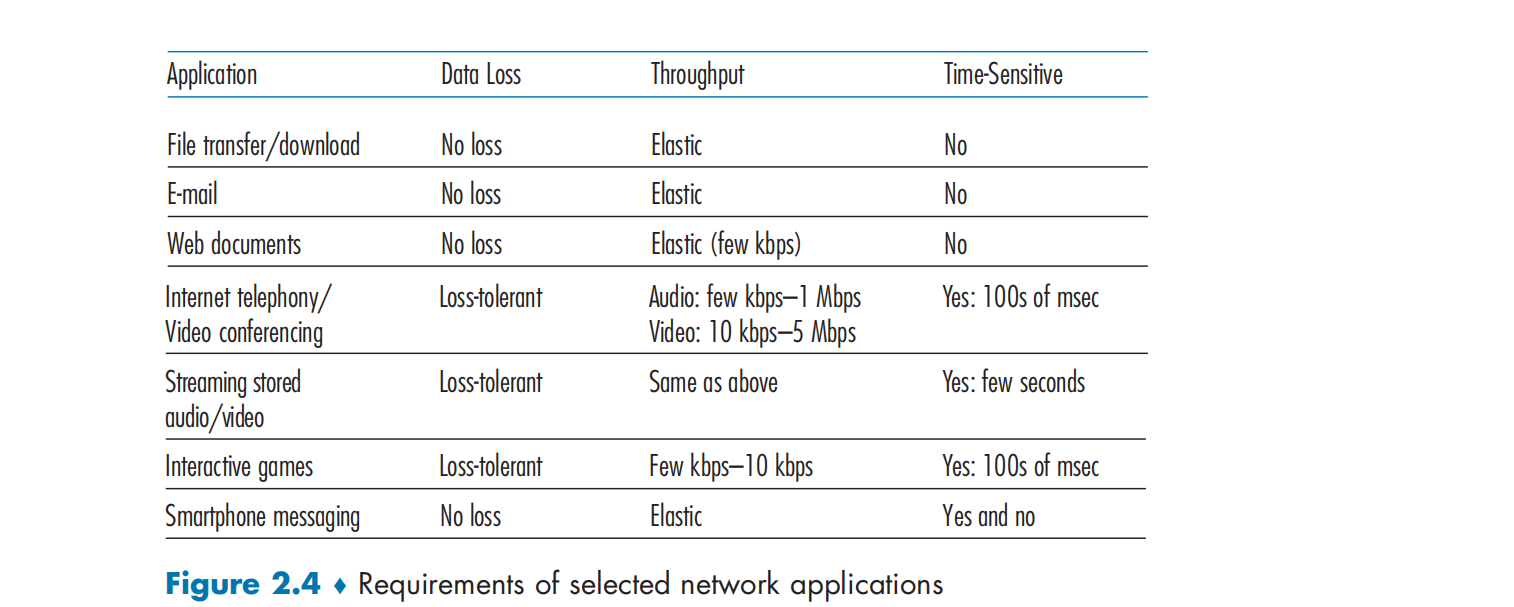 Application Data Loss Throughput Time-Sensitive
File transfer/download No loss Elastic No
E-mail No loss Elastic No
Web documents No loss Elastic (few kbps) No
Internet telephony/ Loss-tolerant Audio: few kbps–1 Mbps Yes: 100s of msec
Video conferencing Video: 10 kbps–5 Mbps
Streaming stored Loss-tolerant Same as above Yes: few seconds
audio/video
Interactive games Loss-tolerant Few kbps–10 kbps Yes: 100s of msec
Smartphone messaging No loss Elastic Yes and no
Figure 2.4 ♦ Requirements of selected network applications